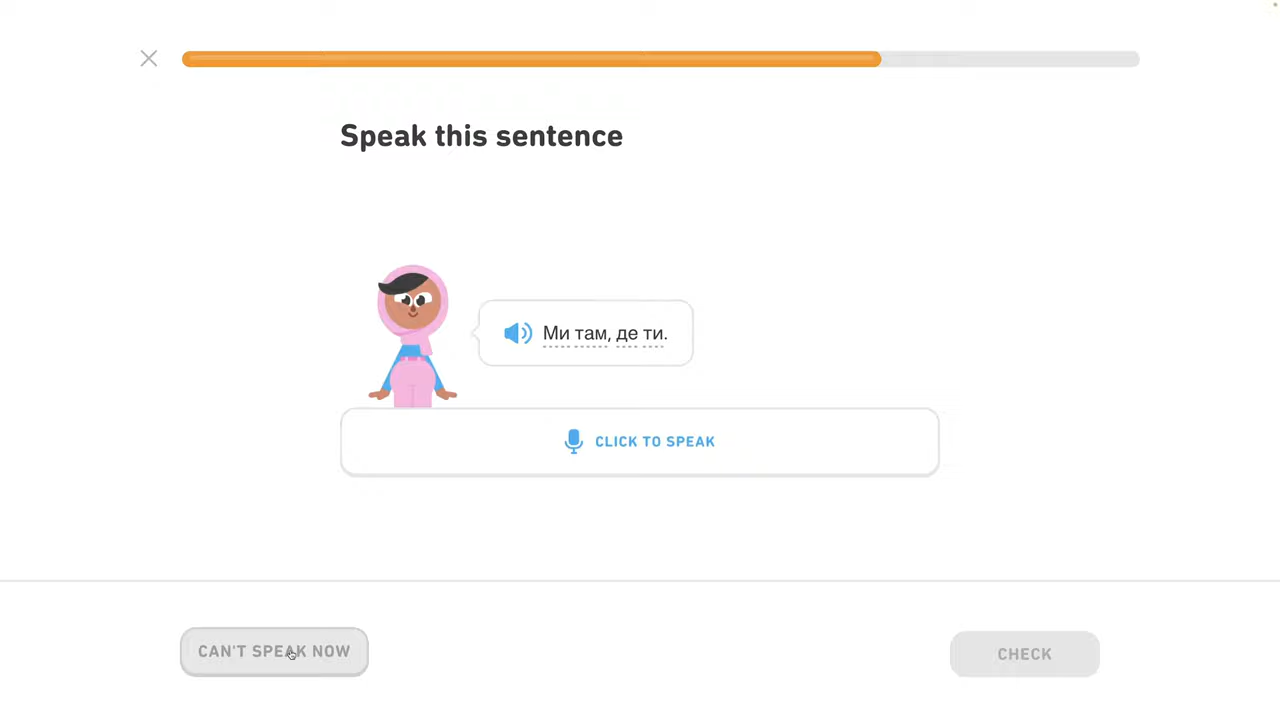 Speak this sentence
Ми там, де ти.
CLICK TO SPEAK
CAN'T SPEAK NOW
CHECK